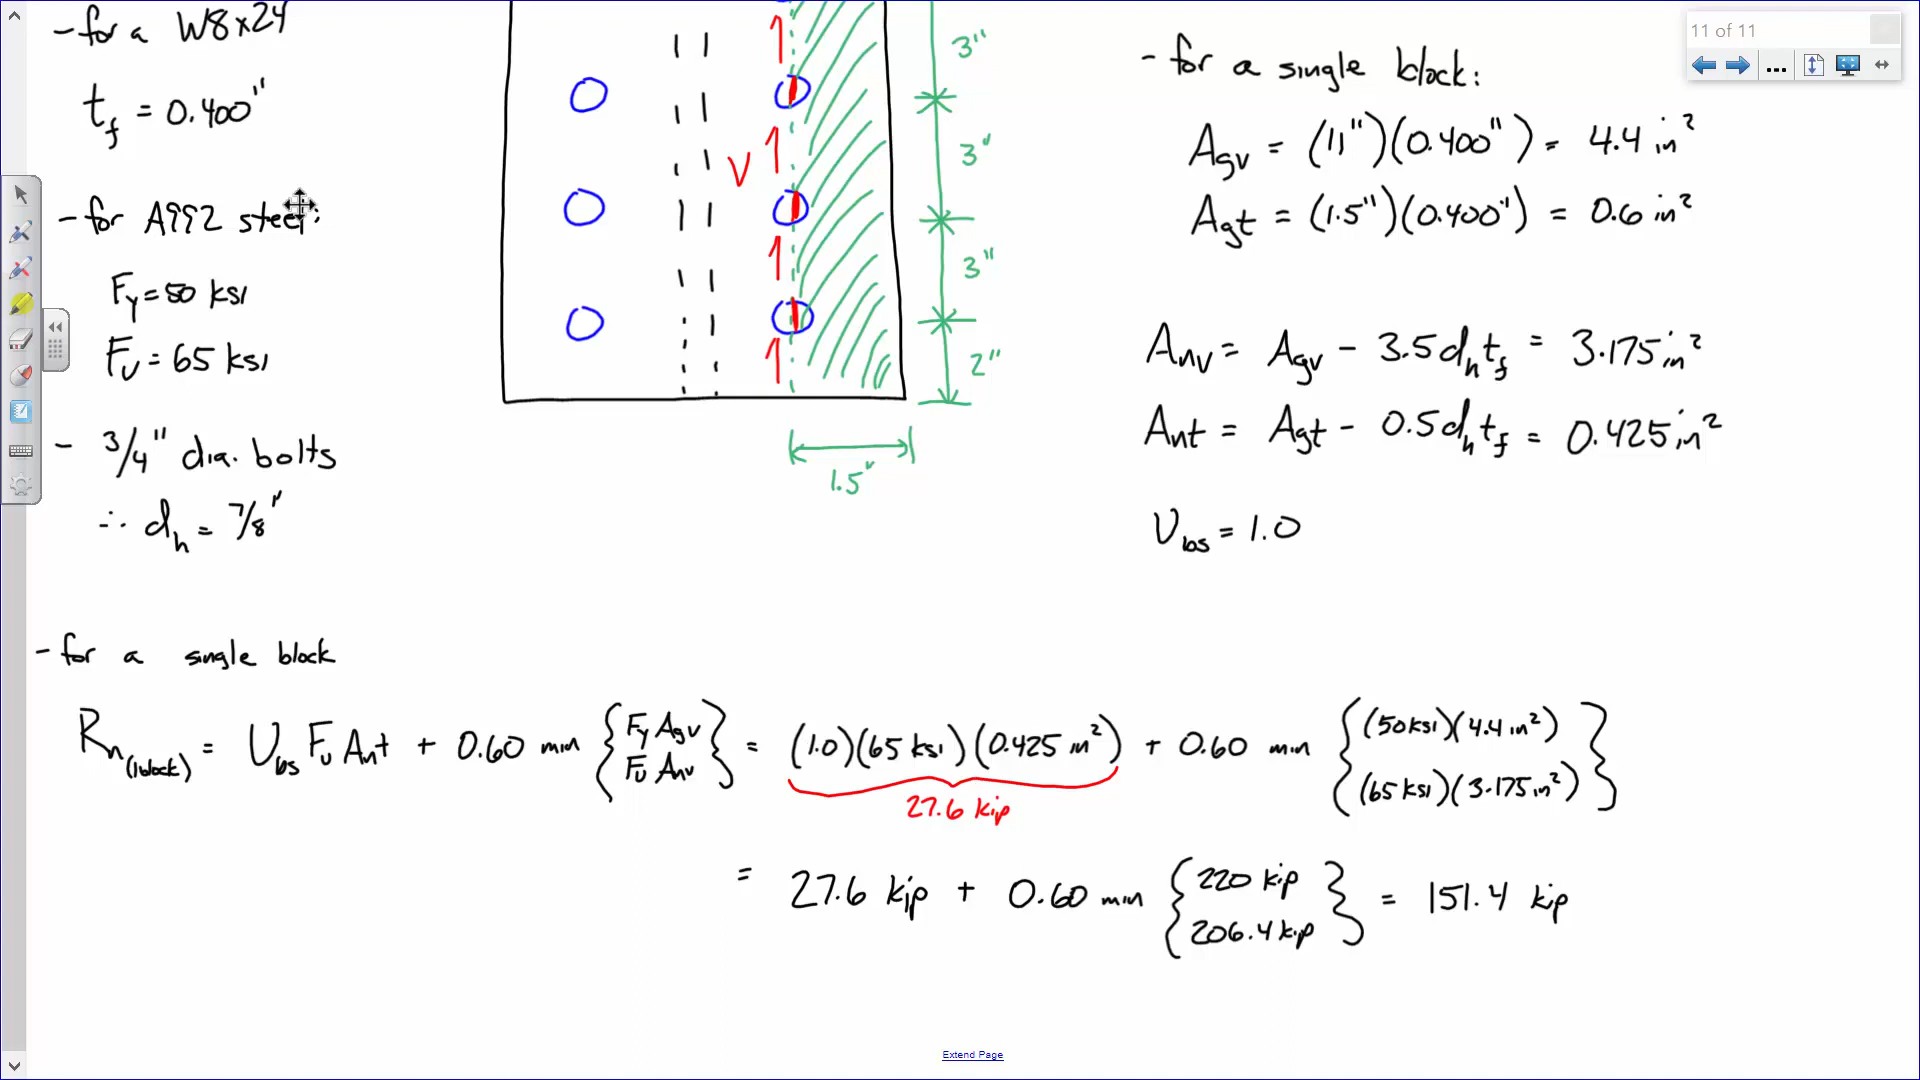 - for a W8x24
t_f = 0.400"
- for A992 steel:
F_y = 50 ksi
F_u = 65 ksi
- 3/4" dia. bolts
∴ d_h = 7/8"
V
3"
3"
3"
2"
1.5"
11 of 11
- for a single block:
A_gv = (11")(0.400") = 4.4 in²
A_gt = (1.5")(0.400") = 0.6 in²
A_nv = A_gv - 3.5 d_h t_f = 3.175 in²
A_nt = A_gt - 0.5 d_h t_f = 0.425 in²
U_bs = 1.0
- for a single block
R_n(1 block) = U_bs F_u A_nt + 0.60 min { F_y A_gv F_u A_nv } = (1.0)(65 ksi)(0.425 in²) + 0.60 min { (50 ksi)(4.4 in²) (65 ksi)(3.175 in²) }
27.6 kip
= 27.6 kip + 0.60 min { 220 kip 206.4 kip } = 151.4 kip
Extend Page